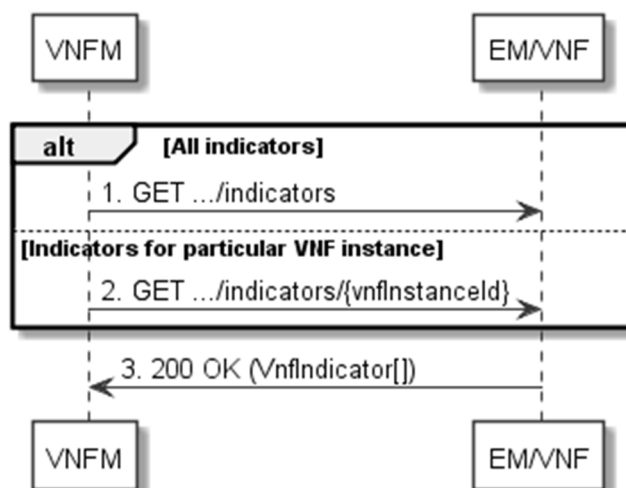 VNFM
EM/VNF
alt
[All indicators]
1. GET .../indicators
[Indicators for particular VNF instance]
2. GET .../indicators/{vnfInstanceId}
3. 200 OK (VnfIndicator[])
VNFM
EM/VNF